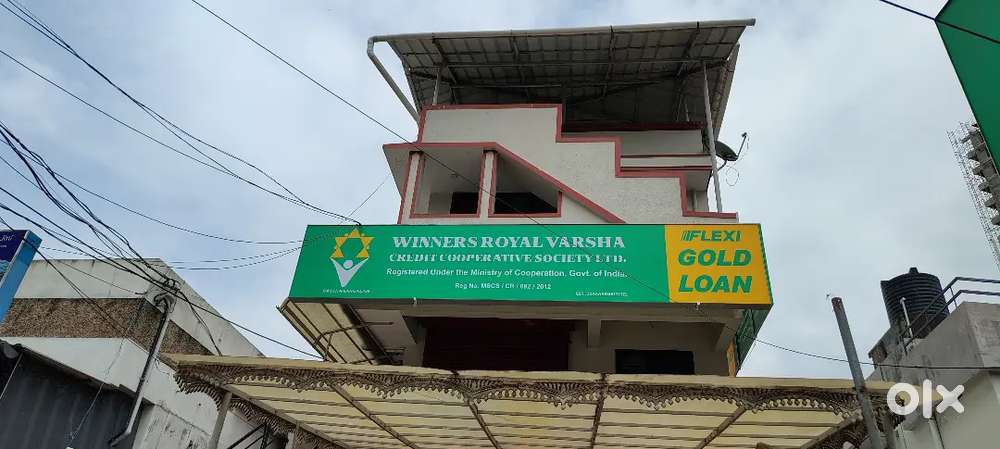 WINNERS ROYAL VARSHA
CREDIT COOPERATIVE SOCIETY LTD.
Registered Under the Ministry of Cooperation, Govt. of India.
Reg No. MSCS / CR / 692 / 2012
FLEXI
GOLD
LOAN
olx